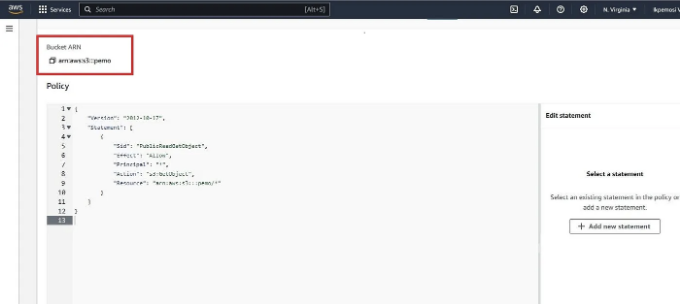 aws Services Search [Alt+S] N. Virginia Ikpemosi V
Bucket ARN
arn:aws:s3:::pemo
Policy
1 {
2 "Version": "2012-10-17",
3 "Statement": [
4 {
5 "Sid": "PublicReadGetObject",
6 "Effect": "Allow",
7 "Principal": "*",
8 "Action": "s3:GetObject",
9 "Resource": "arn:aws:s3:::pemo/*"
10 }
11 ]
12 }
13
Edit statement
Select a statement
Select an existing statement in the policy or
add a new statement.
+ Add new statement